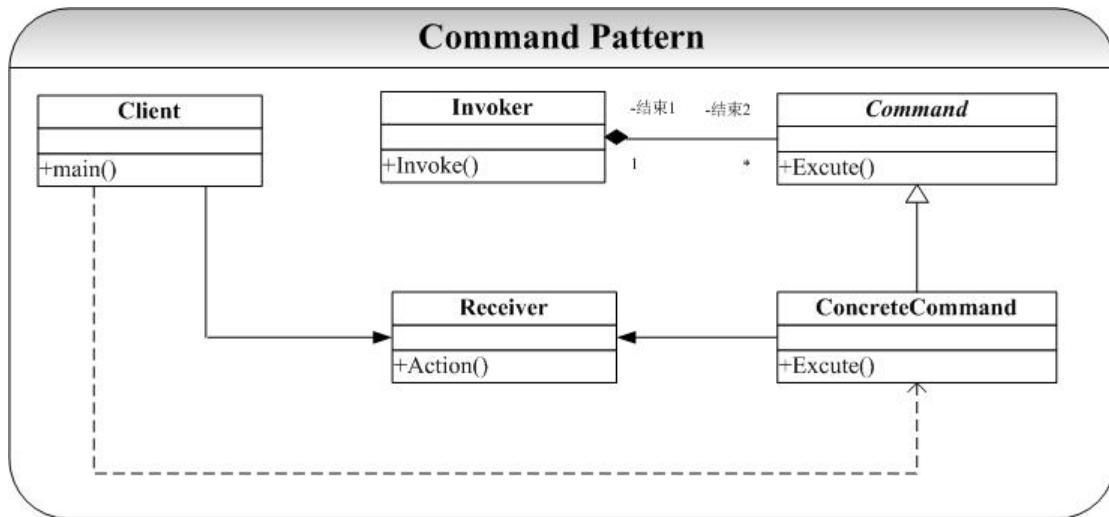 Command Pattern
Client
+main()
Invoker
+Invoke()
-结束1
-结束2
1
*
Command
+Excute()
Receiver
+Action()
ConcreteCommand
+Excute()